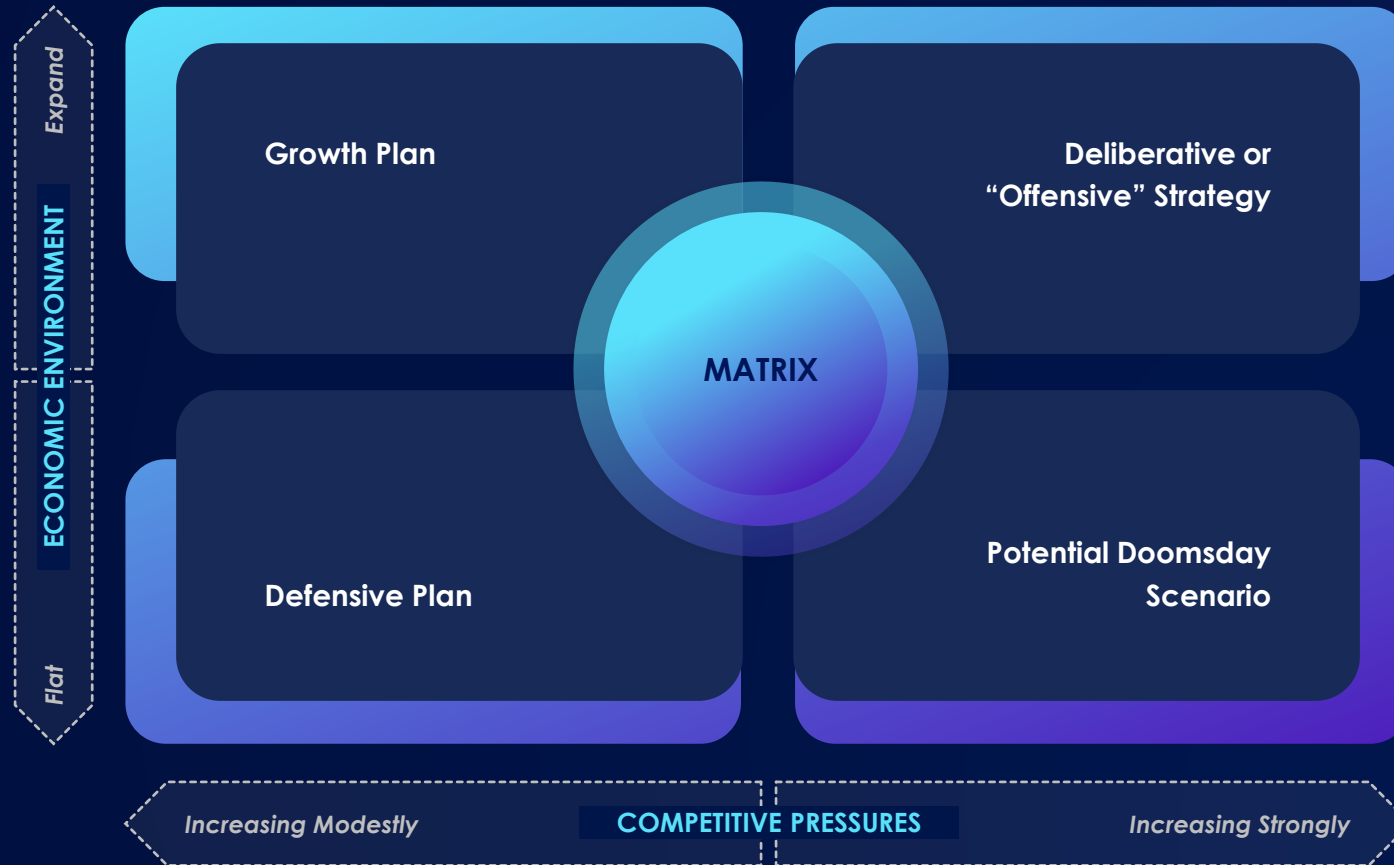 Expand
ECONOMIC ENVIRONMENT
Flat
Growth Plan
Deliberative or
“Offensive” Strategy
MATRIX
Defensive Plan
Potential Doomsday
Scenario
Increasing Modestly
COMPETITIVE PRESSURES
Increasing Strongly